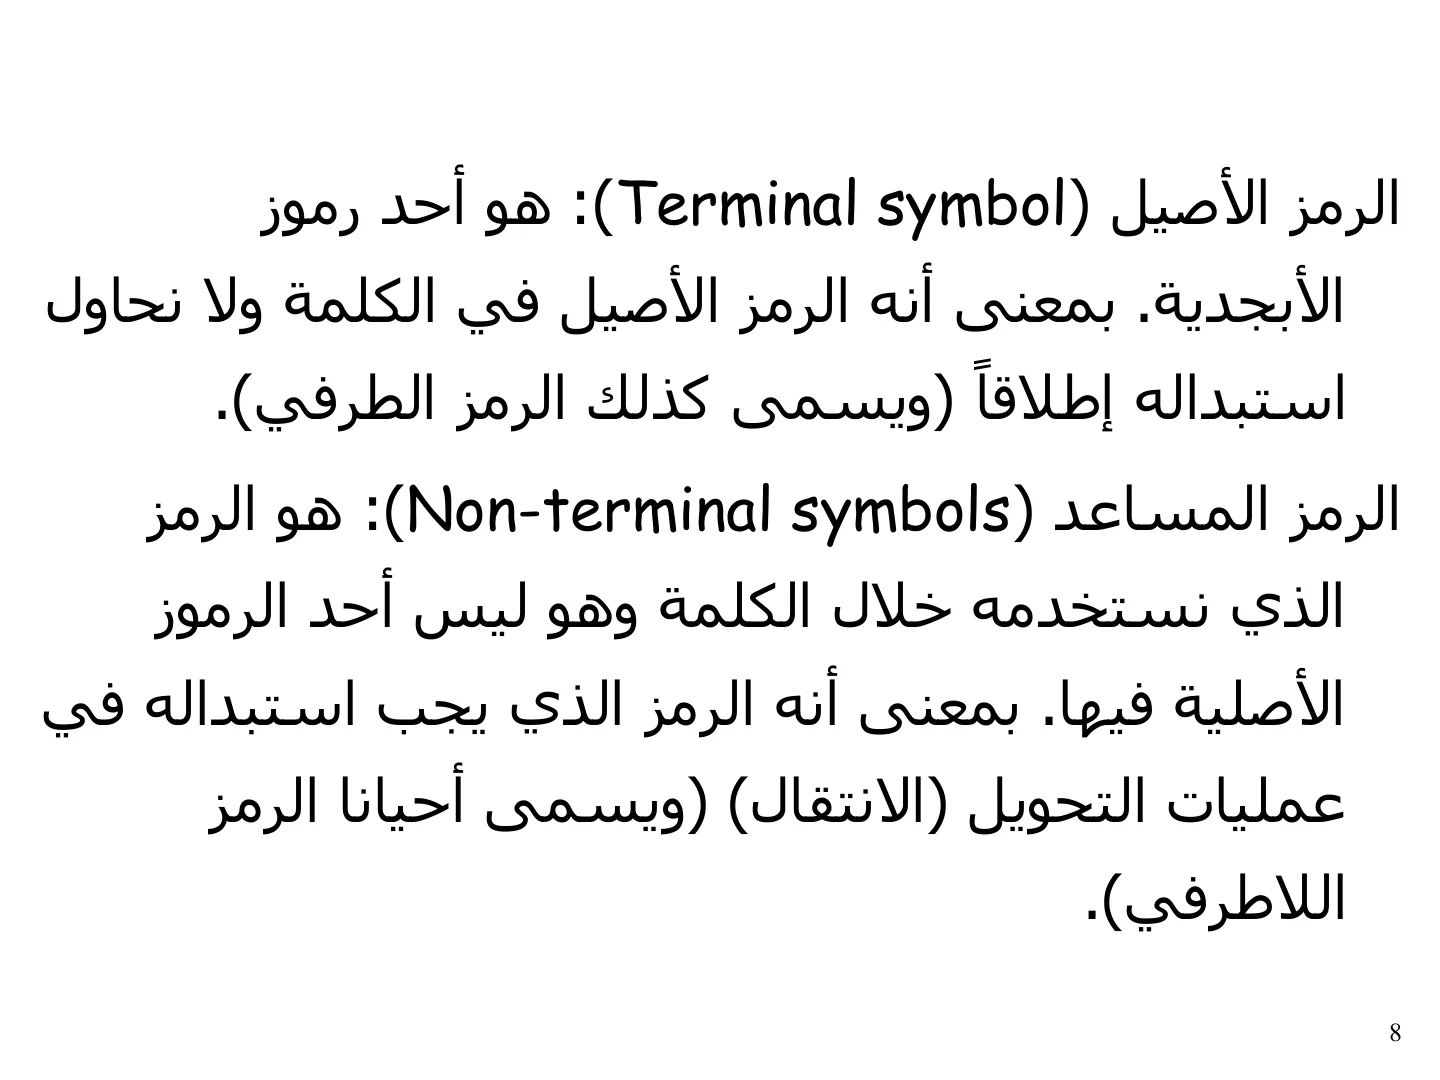 الرمز الأصيل (Terminal symbol): هو أحد رموز
الأبجدية. بمعنى أنه الرمز الأصيل في الكلمة ولا نحاول
استبداله إطلاقاً (ويسمى كذلك الرمز الطرفي).
الرمز المساعد (Non-terminal symbols): هو الرمز
الذي نستخدمه خلال الكلمة وهو ليس أحد الرموز
الأصلية فيها. بمعنى أنه الرمز الذي يجب استبداله في
عمليات التحويل (الانتقال) (ويسمى أحيانا الرمز
اللاطرفي).
8